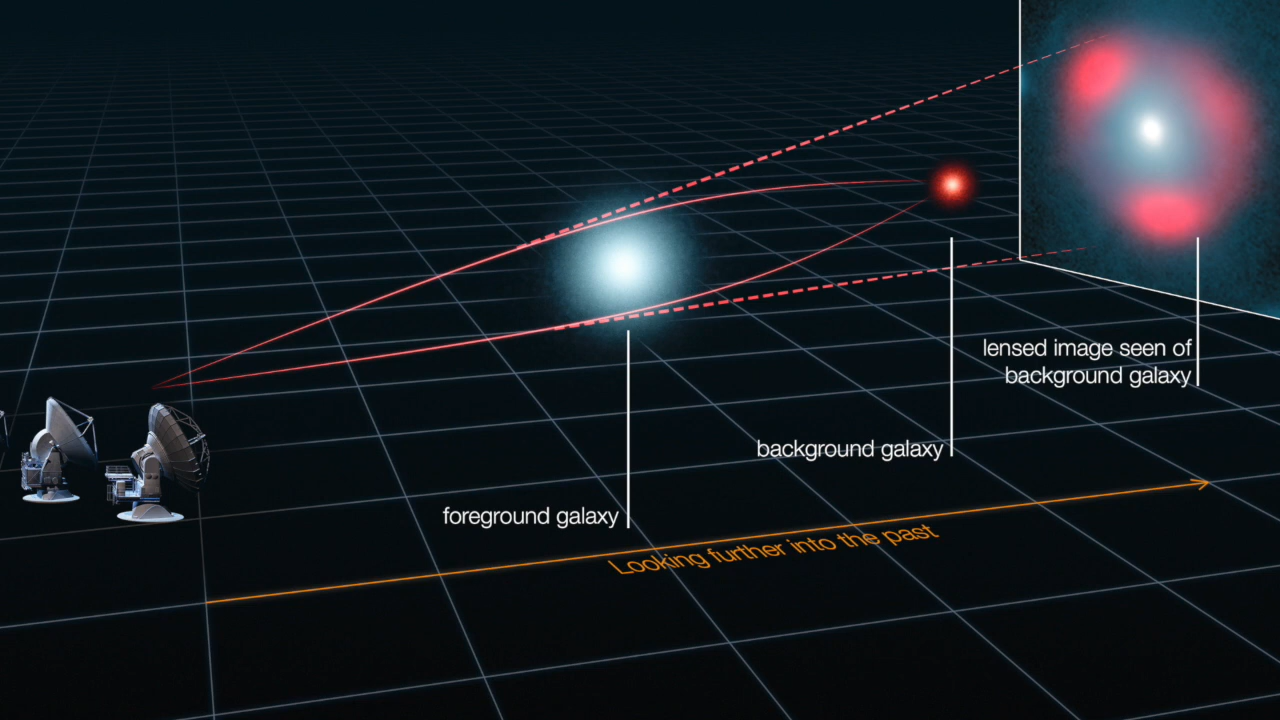 lensed image seen of
background galaxy
background galaxy
foreground galaxy
Looking further into the past